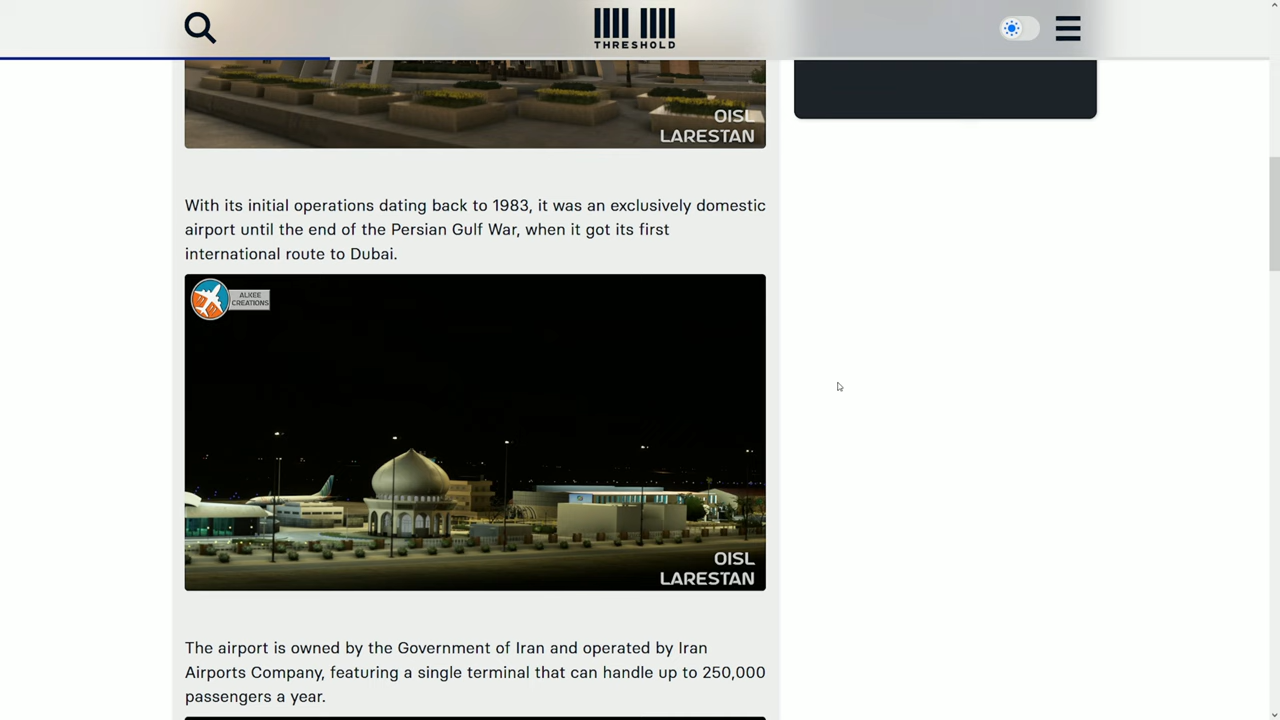 THRESHOLD
OISL
LARESTAN
With its initial operations dating back to 1983, it was an exclusively domestic
airport until the end of the Persian Gulf War, when it got its first
international route to Dubai.
ALKEE
CREATIONS
OISL
LARESTAN
The airport is owned by the Government of Iran and operated by Iran
Airports Company, featuring a single terminal that can handle up to 250,000
passengers a year.